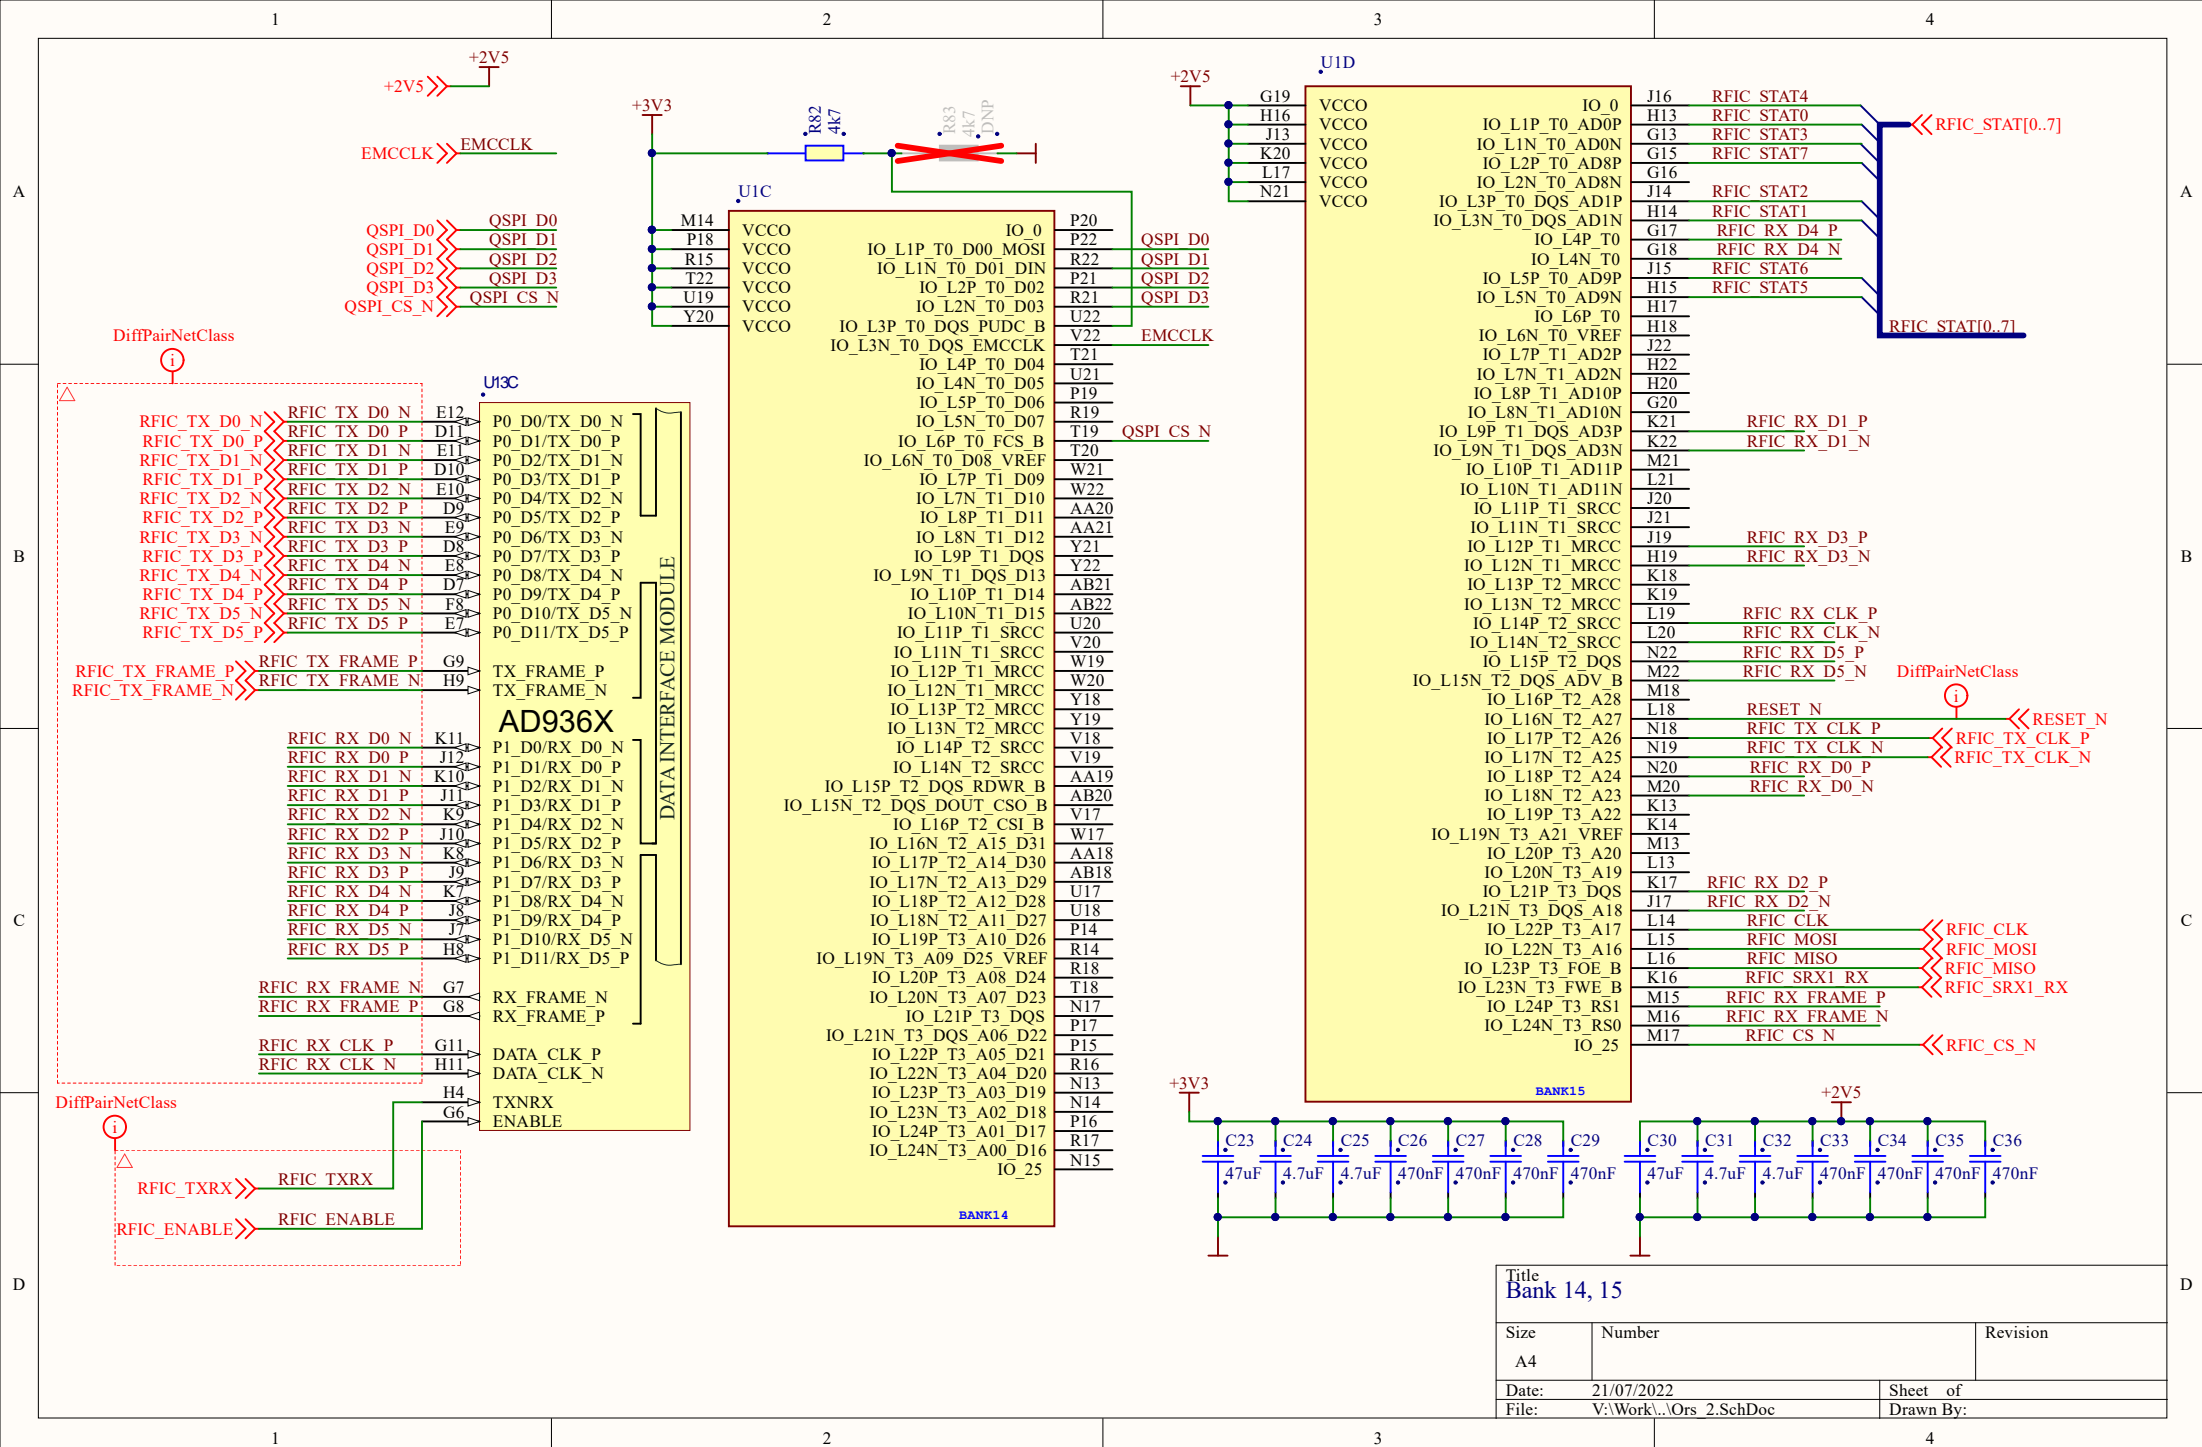 1 2 3 4
A B C D
A B C D
1 2 3 4
+2V5
+2V5
EMCCLK EMCCLK
QSPI_D0 QSPI_D0
QSPI_D1 QSPI_D1
QSPI_D2 QSPI_D2
QSPI_D3 QSPI_D3
QSPI_CS_N QSPI_CS_N
+3V3
R82
4k7
R83
4k7
DNP
DiffPairNetClass
i
U13C
RFIC_TX_D0_N RFIC_TX_D0_N E12 P0_D0/TX_D0_N
RFIC_TX_D0_P RFIC_TX_D0_P D11 P0_D1/TX_D0_P
RFIC_TX_D1_N RFIC_TX_D1_N E11 P0_D2/TX_D1_N
RFIC_TX_D1_P RFIC_TX_D1_P D10 P0_D3/TX_D1_P
RFIC_TX_D2_N RFIC_TX_D2_N E10 P0_D4/TX_D2_N
RFIC_TX_D2_P RFIC_TX_D2_P D9 P0_D5/TX_D2_P
RFIC_TX_D3_N RFIC_TX_D3_N E9 P0_D6/TX_D3_N
RFIC_TX_D3_P RFIC_TX_D3_P D8 P0_D7/TX_D3_P
RFIC_TX_D4_N RFIC_TX_D4_N E8 P0_D8/TX_D4_N
RFIC_TX_D4_P RFIC_TX_D4_P D7 P0_D9/TX_D4_P
RFIC_TX_D5_N RFIC_TX_D5_N F8 P0_D10/TX_D5_N
RFIC_TX_D5_P RFIC_TX_D5_P E7 P0_D11/TX_D5_P
RFIC_TX_FRAME_P RFIC_TX_FRAME_P G9 TX_FRAME_P
RFIC_TX_FRAME_N RFIC_TX_FRAME_N H9 TX_FRAME_N
AD936X
DATA INTERFACE MODULE
RFIC_RX_D0_N K11 P1_D0/RX_D0_N
RFIC_RX_D0_P J12 P1_D1/RX_D0_P
RFIC_RX_D1_N K10 P1_D2/RX_D1_N
RFIC_RX_D1_P J11 P1_D3/RX_D1_P
RFIC_RX_D2_N K9 P1_D4/RX_D2_N
RFIC_RX_D2_P J10 P1_D5/RX_D2_P
RFIC_RX_D3_N K8 P1_D6/RX_D3_N
RFIC_RX_D3_P J9 P1_D7/RX_D3_P
RFIC_RX_D4_N K7 P1_D8/RX_D4_N
RFIC_RX_D4_P J8 P1_D9/RX_D4_P
RFIC_RX_D5_N J7 P1_D10/RX_D5_N
RFIC_RX_D5_P H8 P1_D11/RX_D5_P
RFIC_RX_FRAME_N G7 RX_FRAME_N
RFIC_RX_FRAME_P G8 RX_FRAME_P
RFIC_RX_CLK_P G11 DATA_CLK_P
RFIC_RX_CLK_N H11 DATA_CLK_N
H4 TXNRX
G6 ENABLE
DiffPairNetClass
i
RFIC_TXRX RFIC_TXRX
RFIC_ENABLE RFIC_ENABLE
U1C
M14 VCCO
P18 VCCO
R15 VCCO
T22 VCCO
U19 VCCO
Y20 VCCO
IO_0 P20
IO_L1P_T0_D00_MOSI P22 QSPI_D0
IO_L1N_T0_D01_DIN R22 QSPI_D1
IO_L2P_T0_D02 P21 QSPI_D2
IO_L2N_T0_D03 R21 QSPI_D3
IO_L3P_T0_DQS_PUDC_B U22
IO_L3N_T0_DQS_EMCCLK V22 EMCCLK
IO_L4P_T0_D04 T21
IO_L4N_T0_D05 U21
IO_L5P_T0_D06 P19
IO_L5N_T0_D07 R19
IO_L6P_T0_FCS_B T19 QSPI_CS_N
IO_L6N_T0_D08_VREF T20
IO_L7P_T1_D09 W21
IO_L7N_T1_D10 W22
IO_L8P_T1_D11 AA20
IO_L8N_T1_D12 AA21
IO_L9P_T1_DQS Y21
IO_L9N_T1_DQS_D13 Y22
IO_L10P_T1_D14 AB21
IO_L10N_T1_D15 AB22
IO_L11P_T1_SRCC U20
IO_L11N_T1_SRCC V20
IO_L12P_T1_MRCC W19
IO_L12N_T1_MRCC W20
IO_L13P_T2_MRCC Y18
IO_L13N_T2_MRCC Y19
IO_L14P_T2_SRCC V18
IO_L14N_T2_SRCC V19
IO_L15P_T2_DQS_RDWR_B AA19
IO_L15N_T2_DQS_DOUT_CSO_B AB20
IO_L16P_T2_CSI_B V17
IO_L16N_T2_A15_D31 W17
IO_L17P_T2_A14_D30 AA18
IO_L17N_T2_A13_D29 AB18
IO_L18P_T2_A12_D28 U17
IO_L18N_T2_A11_D27 U18
IO_L19P_T3_A10_D26 P14
IO_L19N_T3_A09_D25_VREF R14
IO_L20P_T3_A08_D24 R18
IO_L20N_T3_A07_D23 T18
IO_L21P_T3_DQS N17
IO_L21N_T3_DQS_A06_D22 P17
IO_L22P_T3_A05_D21 P15
IO_L22N_T3_A04_D20 R16
IO_L23P_T3_A03_D19 N13
IO_L23N_T3_A02_D18 N14
IO_L24P_T3_A01_D17 P16
IO_L24N_T3_A00_D16 R17
IO_25 N15
BANK14
+2V5
U1D
G19 VCCO
H16 VCCO
J13 VCCO
K20 VCCO
L17 VCCO
N21 VCCO
IO_0 J16 RFIC_STAT4
IO_L1P_T0_AD0P H13 RFIC_STAT0 RFIC_STAT[0..7]
IO_L1N_T0_AD0N G13 RFIC_STAT3
IO_L2P_T0_AD8P G15 RFIC_STAT7
IO_L2N_T0_AD8N G16
IO_L3P_T0_DQS_AD1P J14 RFIC_STAT2
IO_L3N_T0_DQS_AD1N H14 RFIC_STAT1
IO_L4P_T0 G17 RFIC_RX_D4_P
IO_L4N_T0 G18 RFIC_RX_D4_N
IO_L5P_T0_AD9P J15 RFIC_STAT6
IO_L5N_T0_AD9N H15 RFIC_STAT5
IO_L6P_T0 H17
IO_L6N_T0_VREF H18 RFIC_STAT[0..7]
IO_L7P_T1_AD2P J22
IO_L7N_T1_AD2N H22
IO_L8P_T1_AD10P H20
IO_L8N_T1_AD10N G20
IO_L9P_T1_DQS_AD3P K21 RFIC_RX_D1_P
IO_L9N_T1_DQS_AD3N K22 RFIC_RX_D1_N
IO_L10P_T1_AD11P M21
IO_L10N_T1_AD11N L21
IO_L11P_T1_SRCC J20
IO_L11N_T1_SRCC J21
IO_L12P_T1_MRCC J19 RFIC_RX_D3_P
IO_L12N_T1_MRCC H19 RFIC_RX_D3_N
IO_L13P_T2_MRCC K18
IO_L13N_T2_MRCC K19
IO_L14P_T2_SRCC L19 RFIC_RX_CLK_P
IO_L14N_T2_SRCC L20 RFIC_RX_CLK_N
IO_L15P_T2_DQS N22 RFIC_RX_D5_P
IO_L15N_T2_DQS_ADV_B M22 RFIC_RX_D5_N
DiffPairNetClass
i
IO_L16P_T2_A28 M18
IO_L16N_T2_A27 L18 RESET_N RESET_N
IO_L17P_T2_A26 N18 RFIC_TX_CLK_P RFIC_TX_CLK_P
IO_L17N_T2_A25 N19 RFIC_TX_CLK_N RFIC_TX_CLK_N
IO_L18P_T2_A24 N20 RFIC_RX_D0_P
IO_L18N_T2_A23 M20 RFIC_RX_D0_N
IO_L19P_T3_A22 K13
IO_L19N_T3_A21_VREF K14
IO_L20P_T3_A20 M13
IO_L20N_T3_A19 L13
IO_L21P_T3_DQS K17 RFIC_RX_D2_P
IO_L21N_T3_DQS_A18 J17 RFIC_RX_D2_N
IO_L22P_T3_A17 L14 RFIC_CLK RFIC_CLK
IO_L22N_T3_A16 L15 RFIC_MOSI RFIC_MOSI
IO_L23P_T3_FOE_B L16 RFIC_MISO RFIC_MISO
IO_L23N_T3_FWE_B K16 RFIC_SRX1_RX RFIC_SRX1_RX
IO_L24P_T3_RS1 M15 RFIC_RX_FRAME_P
IO_L24N_T3_RS0 M16 RFIC_RX_FRAME_N
IO_25 M17 RFIC_CS_N RFIC_CS_N
BANK15
+3V3
C23 C24 C25 C26 C27 C28 C29
47uF 4.7uF 4.7uF 470nF 470nF 470nF 470nF
+2V5
C30 C31 C32 C33 C34 C35 C36
47uF 4.7uF 4.7uF 470nF 470nF 470nF 470nF
Title
Bank 14, 15
Size Number Revision
A4
Date: 21/07/2022 Sheet of
File: V:\Work\..\Ors_2.SchDoc Drawn By: